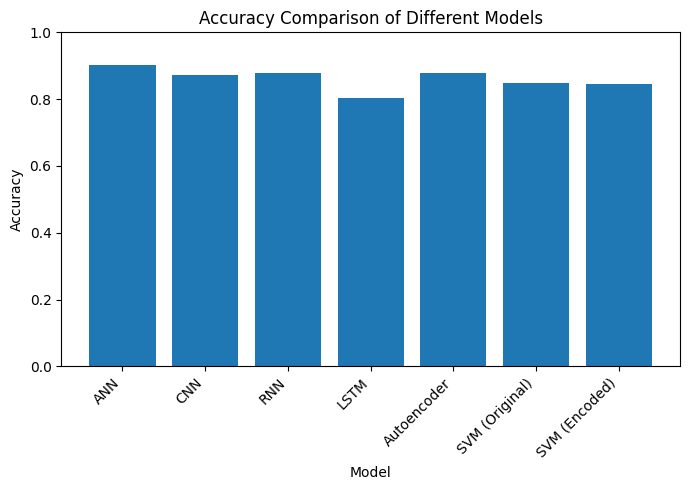 Accuracy Comparison of Different Models
1.0
0.8
0.6
0.4
0.2
0.0
Accuracy
ANN
CNN
RNN
LSTM
Autoencoder
SVM (Original)
SVM (Encoded)
Model